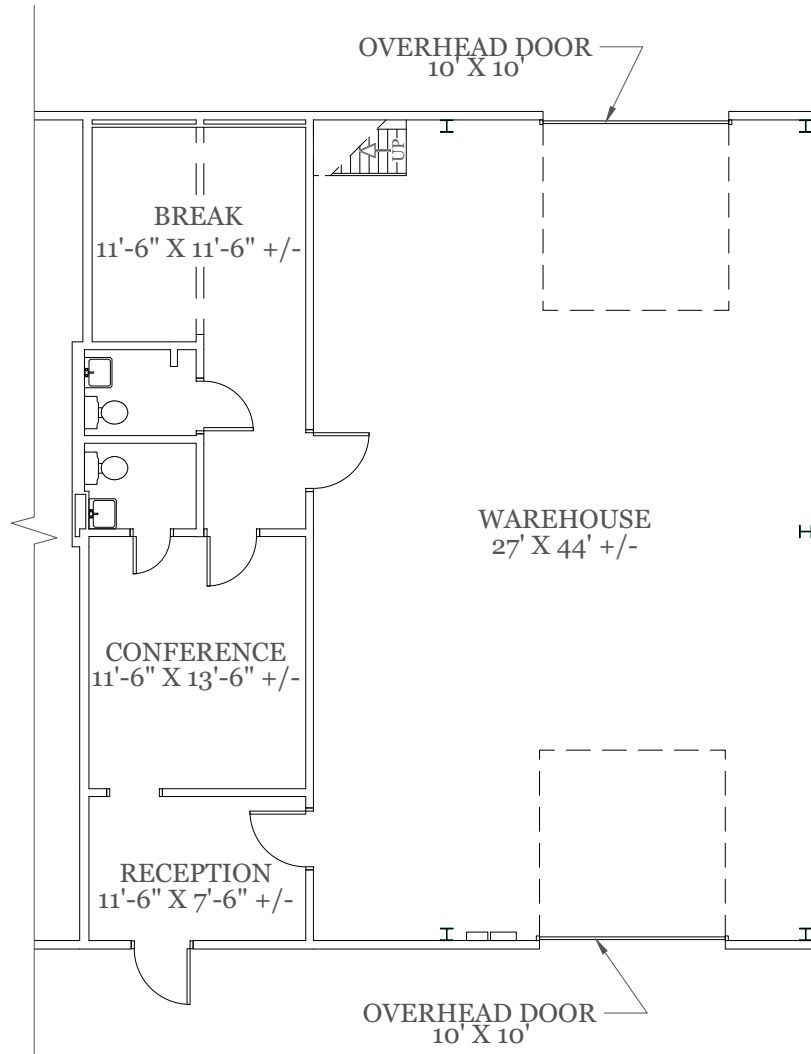 OVERHEAD DOOR
10' X 10'
UP
BREAK
11'-6" X 11'-6" +/-
WAREHOUSE
27' X 44' +/-
CONFERENCE
11'-6" X 13'-6" +/-
RECEPTION
11'-6" X 7'-6" +/-
OVERHEAD DOOR
10' X 10'